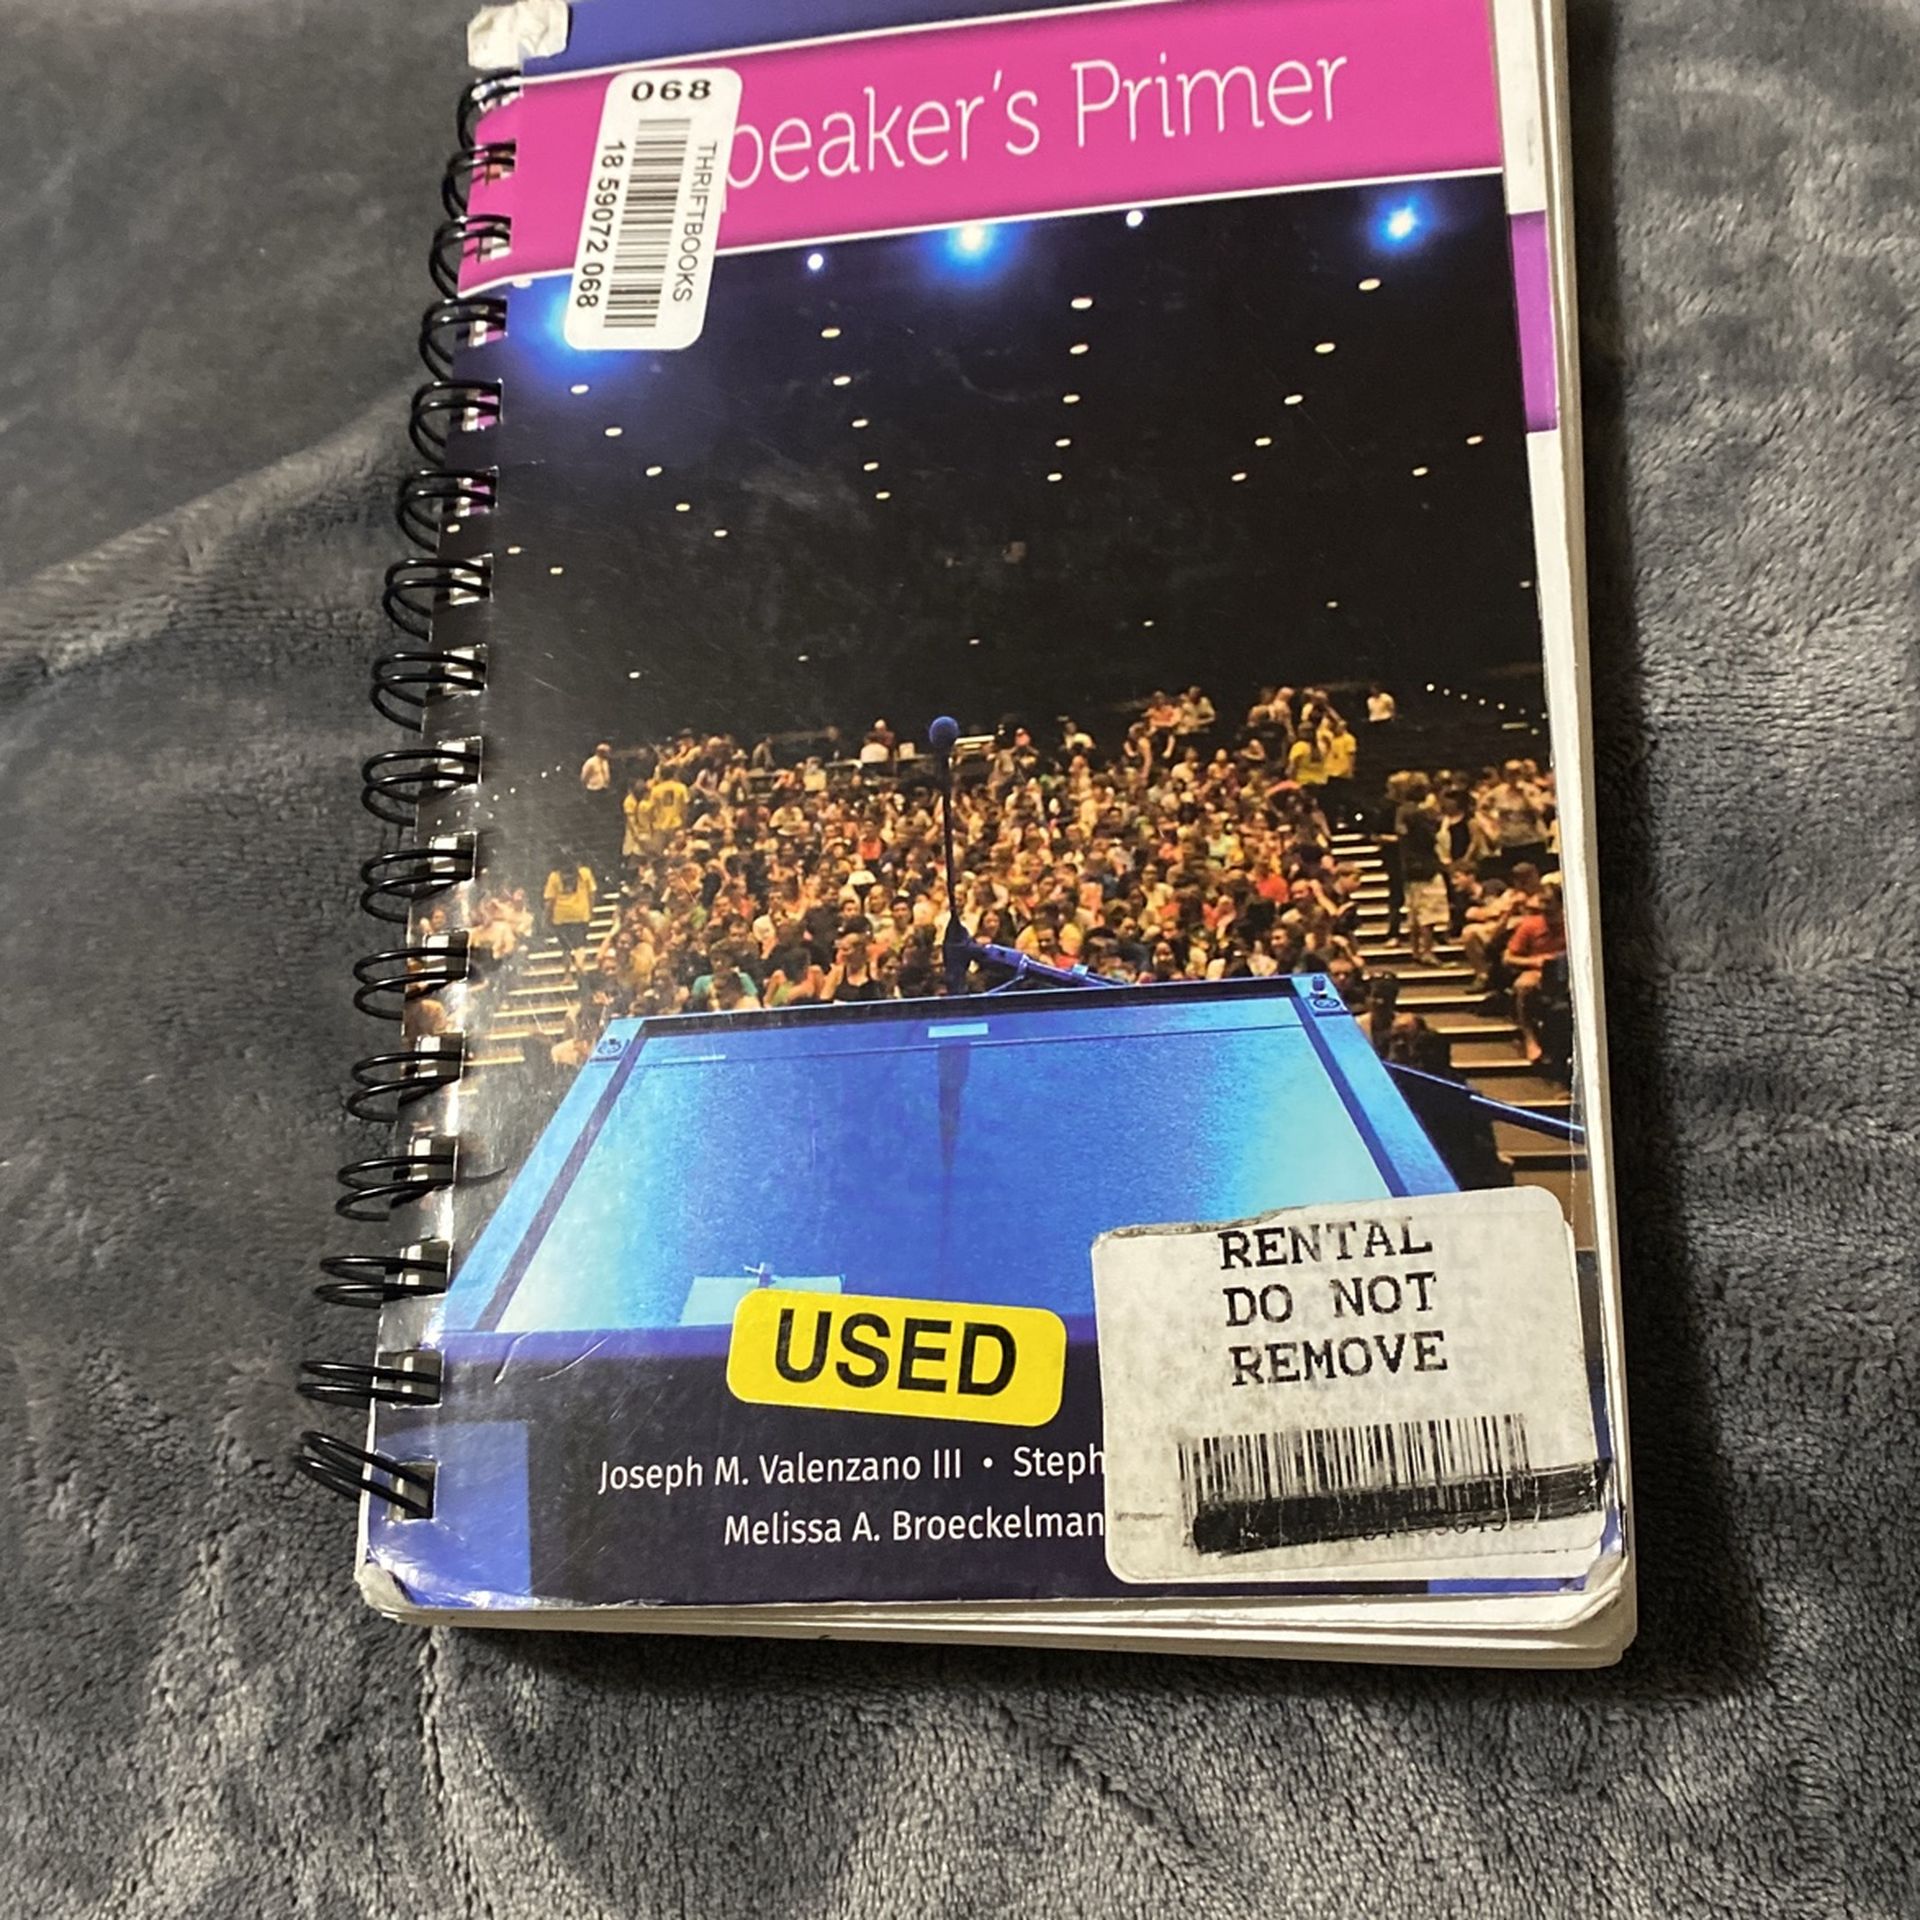 peaker's Primer
068
THRIFTBOOKS
18 59072 068
RENTAL
DO NOT
REMOVE
USED
Joseph M. Valenzano III • Steph
Melissa A. Broeckelman